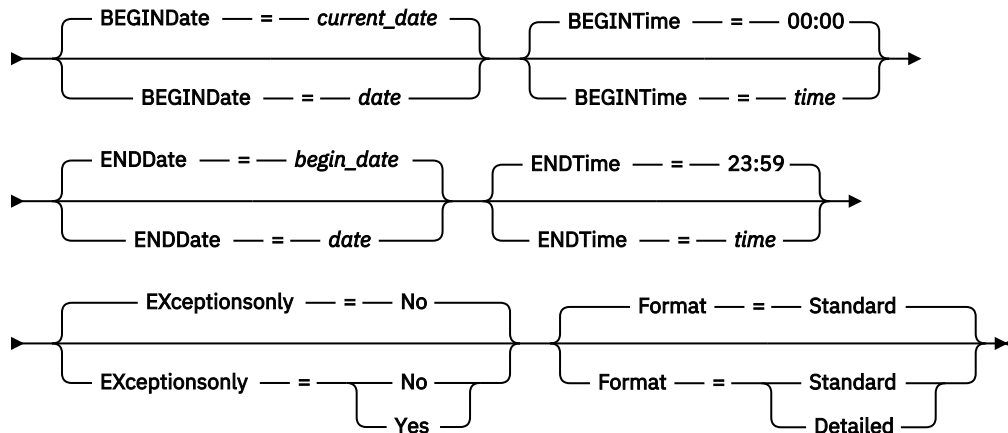 BEGINDate = current_date BEGINTime = 00:00
BEGINDate = date BEGINTime = time
ENDDate = begin_date ENDTime = 23:59
ENDDate = date ENDTime = time
EXceptionsonly = No Format = Standard
EXceptionsonly = No Format = Standard
Yes Detailed